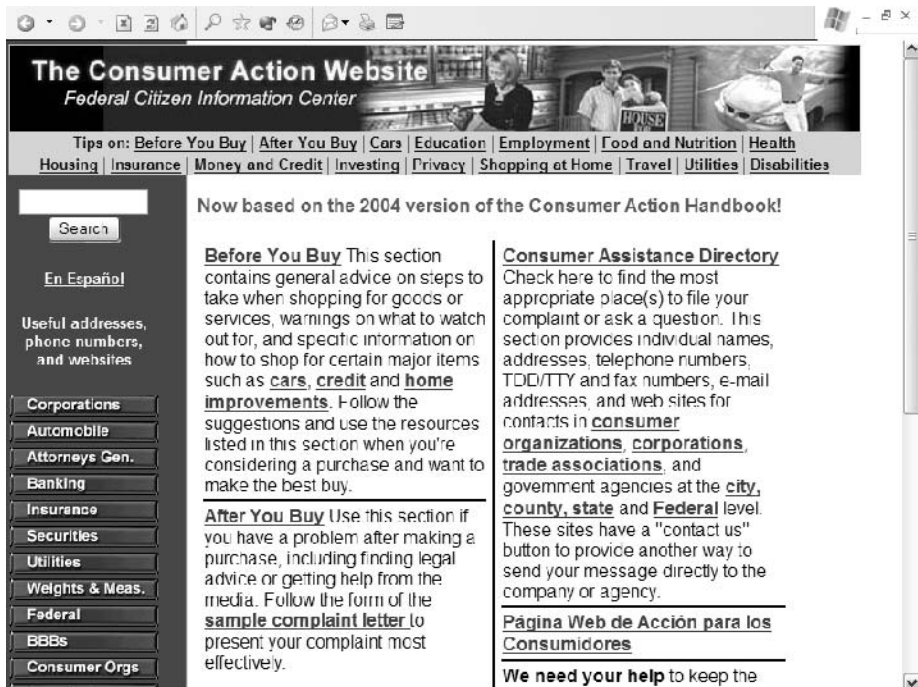 The Consumer Action Website
Federal Citizen Information Center
HOUSE
Tips on: Before You Buy | After You Buy | Cars | Education | Employment | Food and Nutrition | Health
Housing | Insurance | Money and Credit | Investing | Privacy | Shopping at Home | Travel | Utilities | Disabilities
Search
En Español
Useful addresses,
phone numbers,
and websites
Corporations
Automobile
Attorneys Gen.
Banking
Insurance
Securities
Utilities
Weights & Meas.
Federal
BBBs
Consumer Orgs
Now based on the 2004 version of the Consumer Action Handbook!
Before You Buy This section
contains general advice on steps to
take when shopping for goods or
services, warnings on what to watch
out for, and specific information on
how to shop for certain major items
such as cars, credit and home
improvements. Follow the
suggestions and use the resources
listed in this section when you're
considering a purchase and want to
make the best buy.
After You Buy Use this section if
you have a problem after making a
purchase, including finding legal
advice or getting help from the
media. Follow the form of the
sample complaint letter to
present your complaint most
effectively.
Consumer Assistance Directory
Check here to find the most
appropriate place(s) to file your
complaint or ask a question. This
section provides individual names,
addresses, telephone numbers,
TDD/TTY and fax numbers, e-mail
addresses, and web sites for
contacts in consumer
organizations, corporations,
trade associations, and
government agencies at the city,
county, state and Federal level.
These sites have a "contact us"
button to provide another way to
send your message directly to the
company or agency.
Página Web de Acción para los
Consumidores
We need your help to keep the